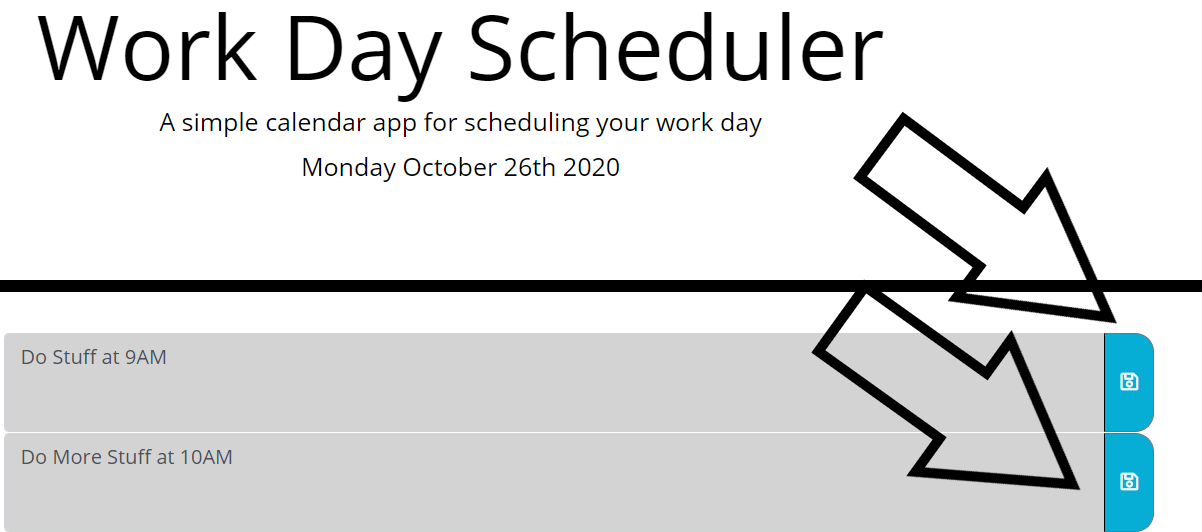 Work Day Scheduler
A simple calendar app for scheduling your work day
Monday October 26th 2020
Do Stuff at 9AM
Do More Stuff at 10AM